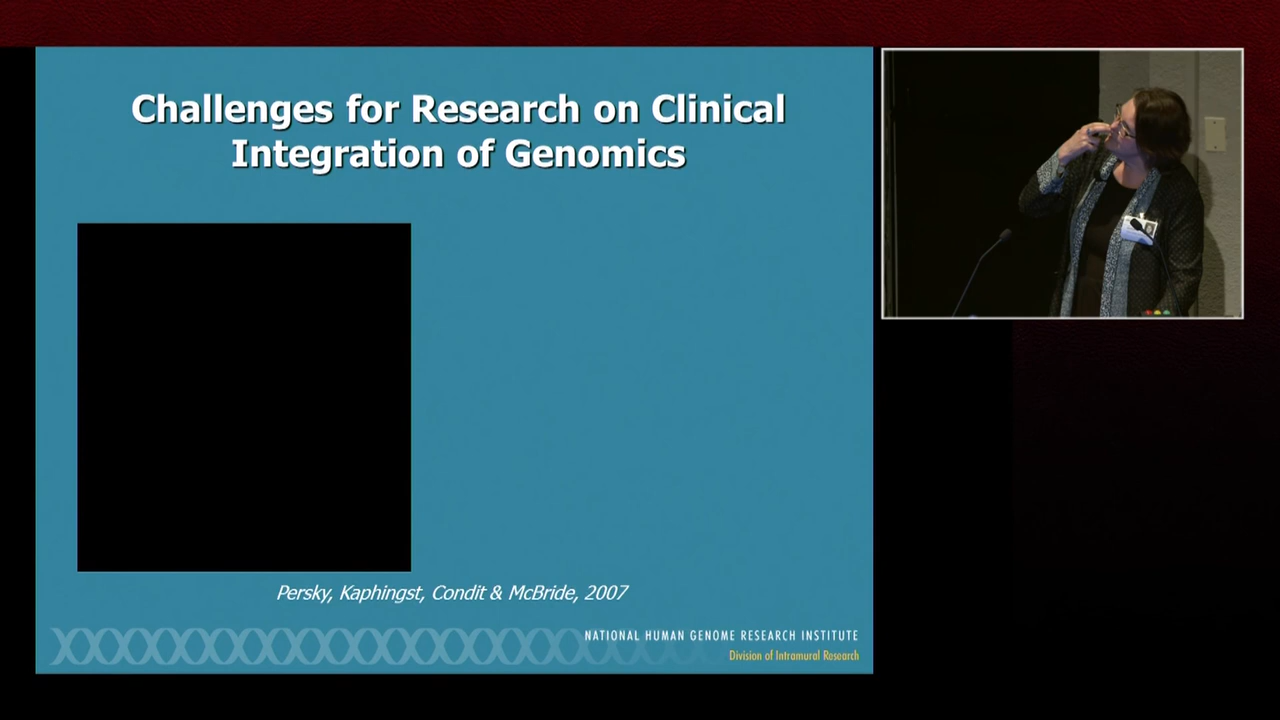 Challenges for Research on Clinical
Integration of Genomics
Persky, Kaphingst, Condit & McBride, 2007
NATIONAL HUMAN GENOME RESEARCH INSTITUTE
Division of Intramural Research